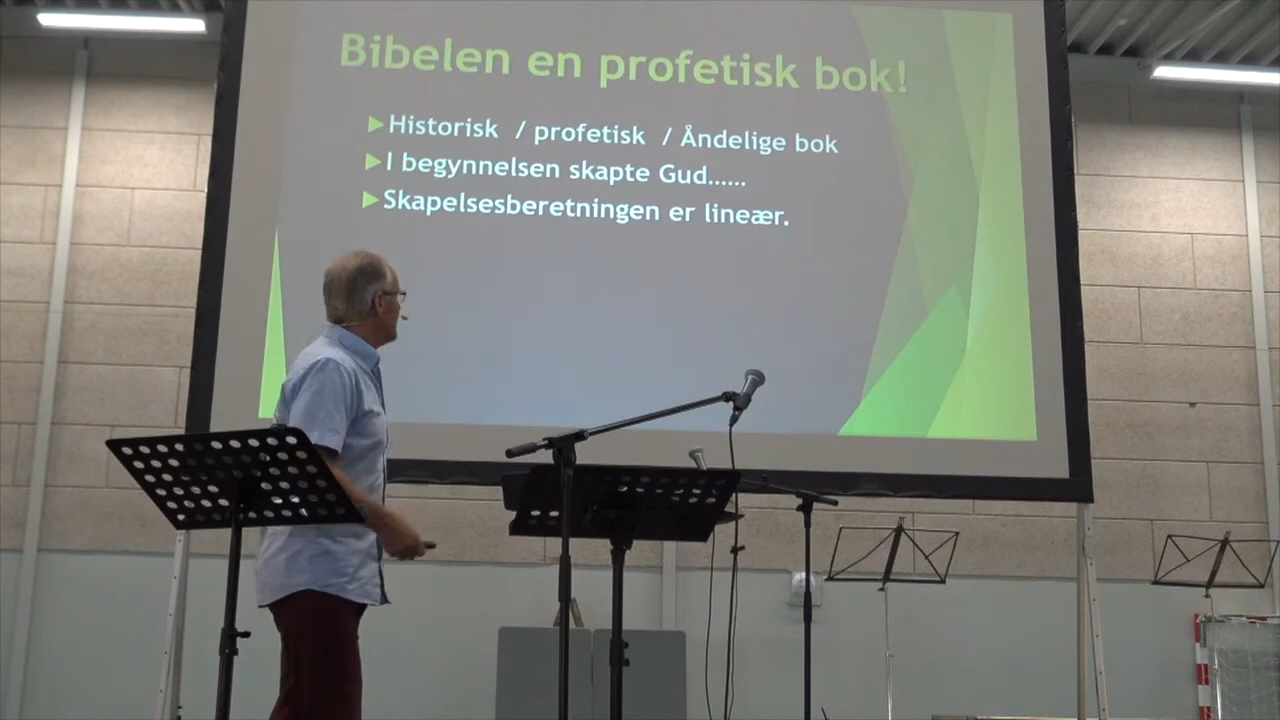 Bibelen en profetisk bok!
Historisk / profetisk / Åndelige bok
I begynnelsen skapte Gud......
Skapelsesberetningen er lineær.